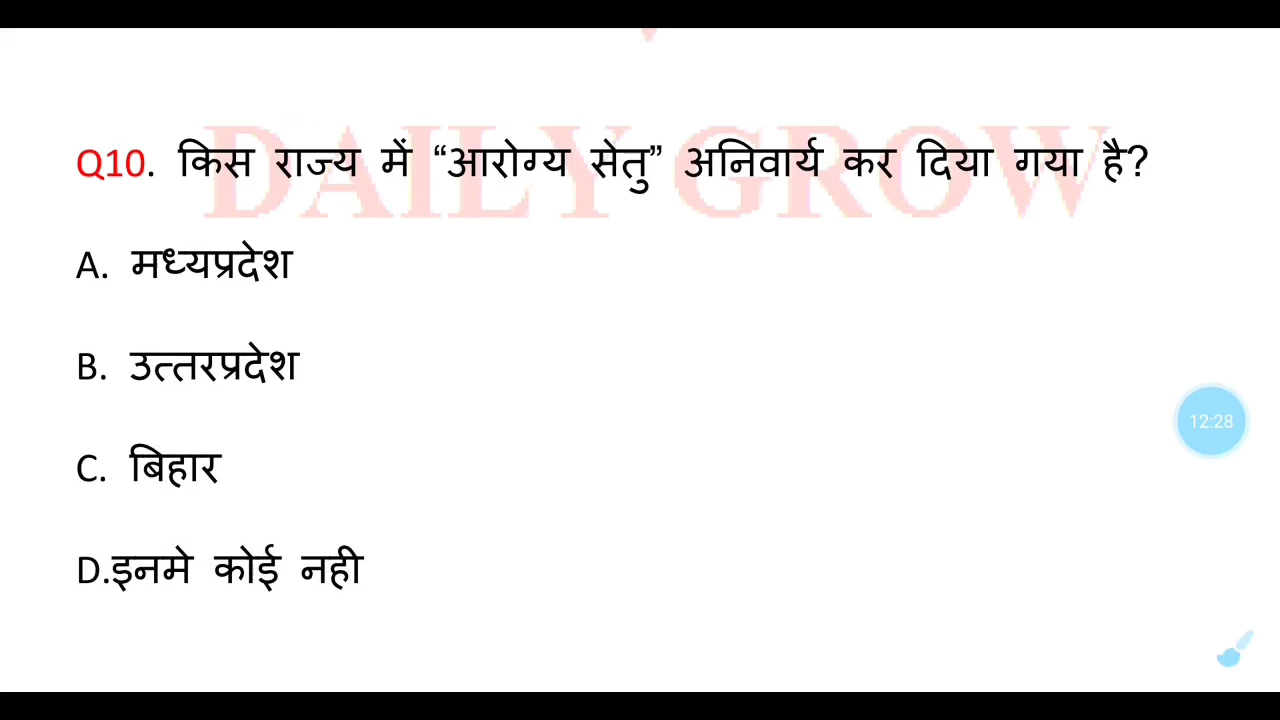 DAILY GROW
Q10. किस राज्य में “आरोग्य सेतु” अनिवार्य कर दिया गया है?
A. मध्यप्रदेश
B. उत्तरप्रदेश
C. बिहार
12:28
D.इनमे कोई नही